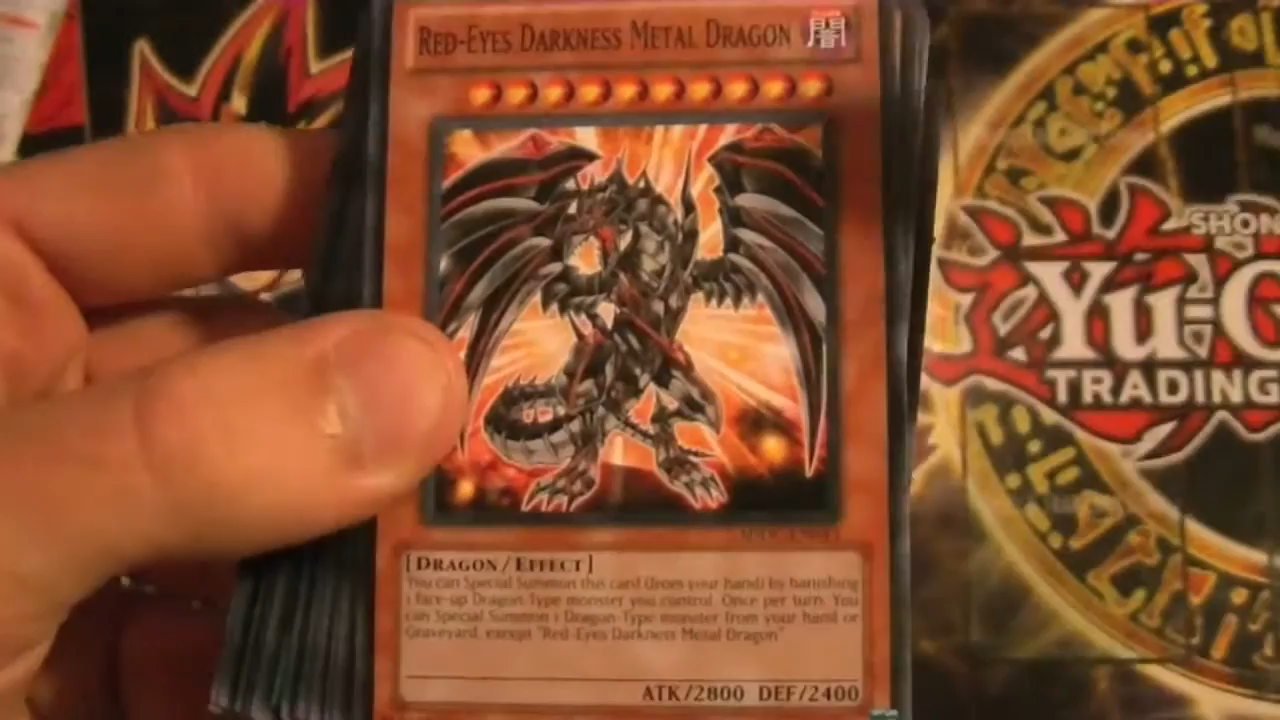 RED-EYES DARKNESS METAL DRAGON 闇
[DRAGON/EFFECT]
You can Special Summon this card (from your hand) by banishing
1 face-up Dragon-Type monster you control. Once per turn: You
can Special Summon 1 Dragon-Type monster from your hand or
Graveyard, except "Red-Eyes Darkness Metal Dragon"
ATK/2800 DEF/2400
SHON
YU-G
TRADING